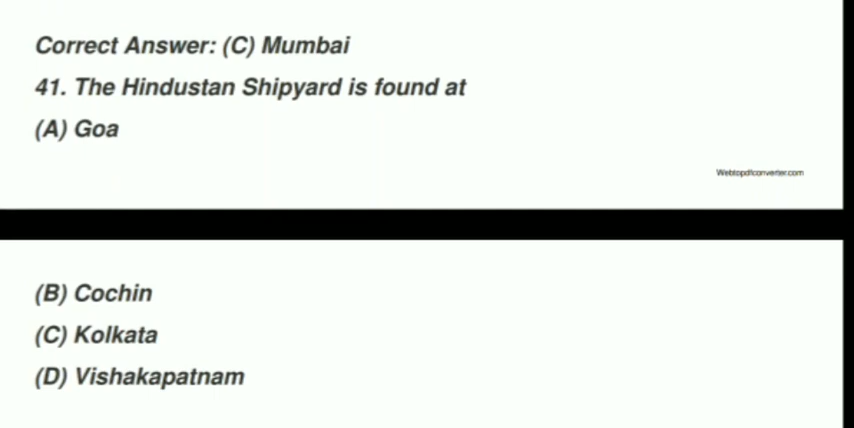 Correct Answer: (C) Mumbai
41. The Hindustan Shipyard is found at
(A) Goa
Webtopdfconverter.com
(B) Cochin
(C) Kolkata
(D) Vishakapatnam